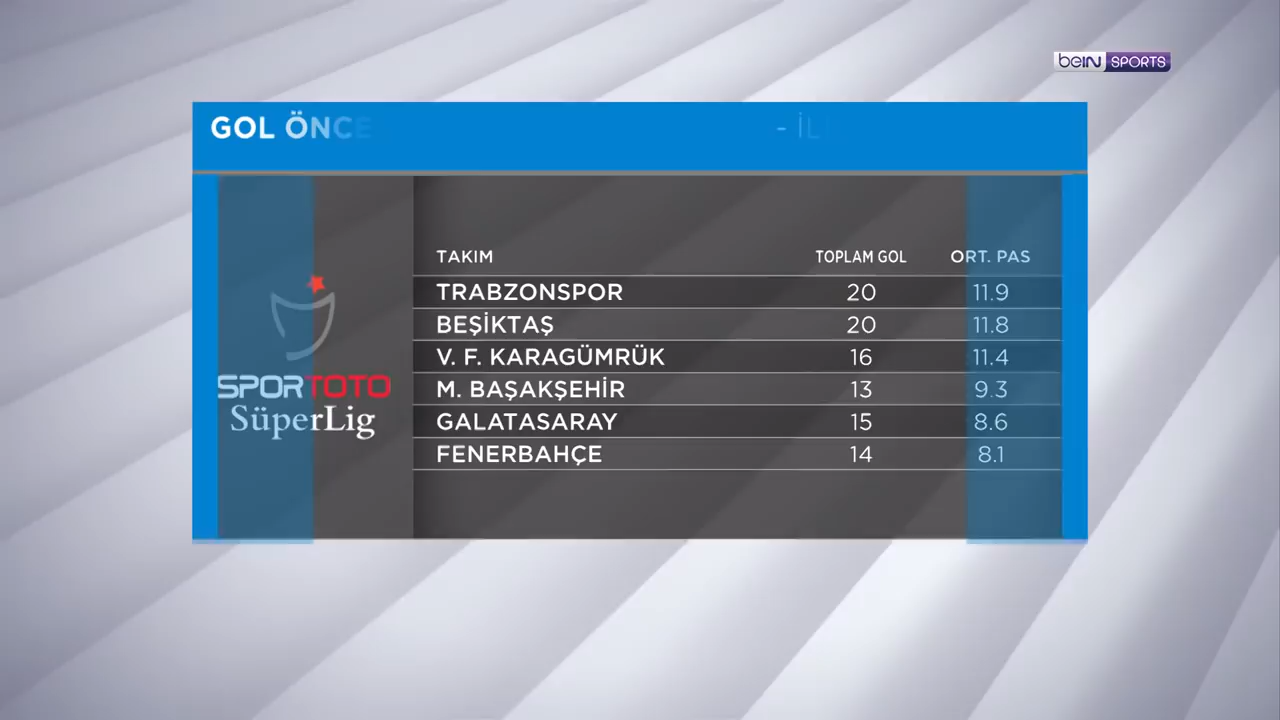 beIN SPORTS
GOL ÖNCE - İL
TAKIM TOPLAM GOL ORT. PAS
TRABZONSPOR 20 11.9
BEŞİKTAŞ 20 11.8
V. F. KARAGÜMRÜK 16 11.4
M. BAŞAKŞEHİR 13 9.3
GALATASARAY 15 8.6
FENERBAHÇE 14 8.1
SPORTOTO
SüperLig